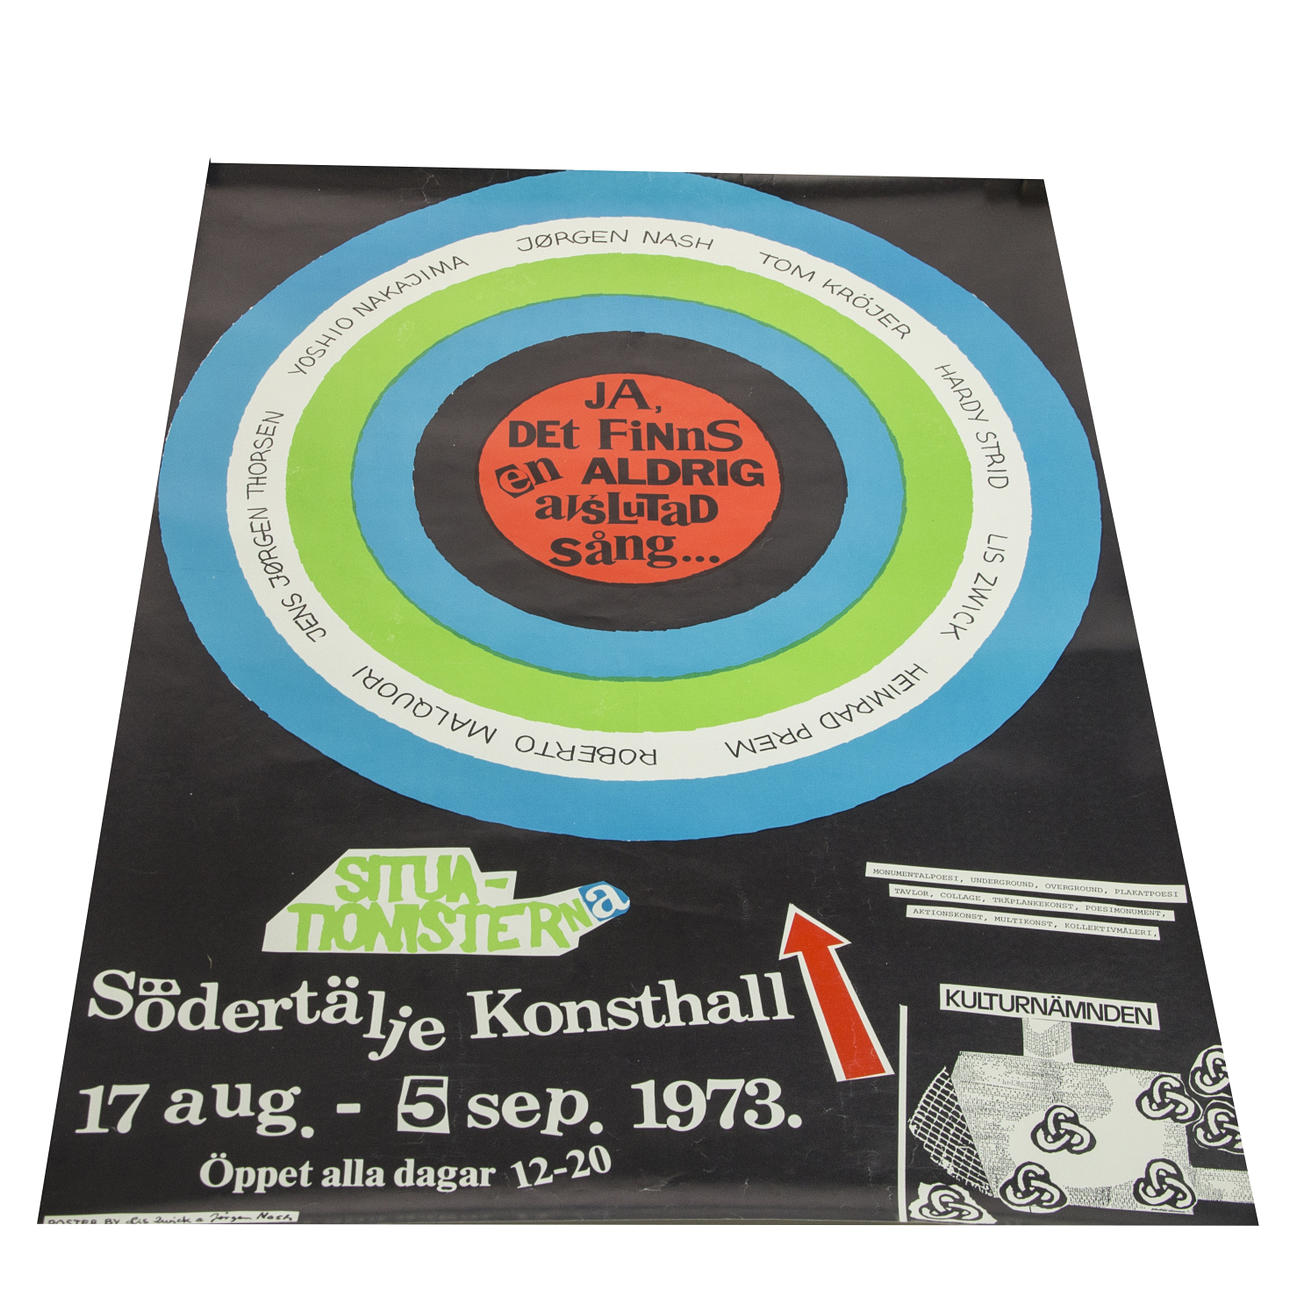 JØRGEN NASH
TOM KRÖJER
HARDY STRID
LIS ZWICK
HEIMRAD PREM
ROBERTO MALQUORI
JENS JØRGEN THORSEN
YOSHIO NAKAJIMA
JA,
DEt FiNnS
en ALDRIG
avsLuTaD
sång...
SITUA-
TIONISTERNa
MONUMENTALPOESI, UNDERGROUND, OVERGROUND, PLAKATPOESI
TAVLOR, COLLAGE, TRÄPLANKEKONST, POESIMONUMENT,
AKTIONSKONST, MULTIKONST, KOLLEKTIVMÅLERI,
Södertälje Konsthall
17 aug. - 5 sep. 1973.
Öppet alla dagar 12-20
KULTURNÄMNDEN
POSTER BY Lis Zwick & Jörgen Nash